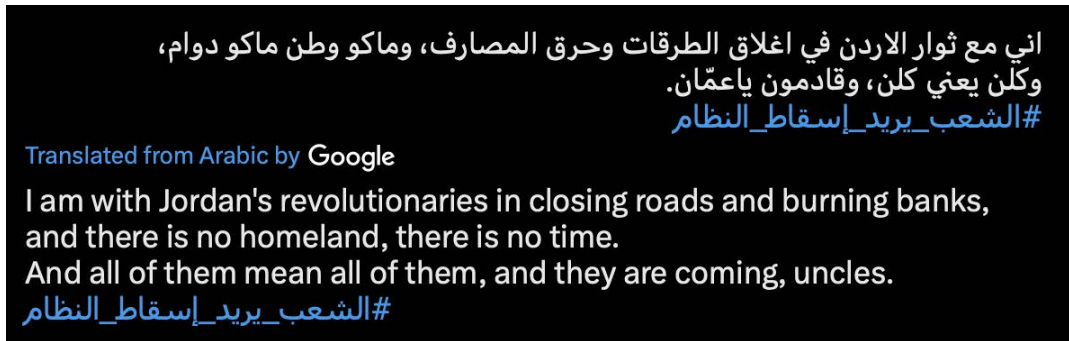 اني مع ثوار الاردن في اغلاق الطرقات وحرق المصارف، وماكو وطن ماكو دوام،
وكلن يعني كلن، وقادمون ياعمّان.
#الشعب_يريد_إسقاط_النظام
Translated from Arabic by Google
I am with Jordan's revolutionaries in closing roads and burning banks,
and there is no homeland, there is no time.
And all of them mean all of them, and they are coming, uncles.
#الشعب_يريد_إسقاط_النظام